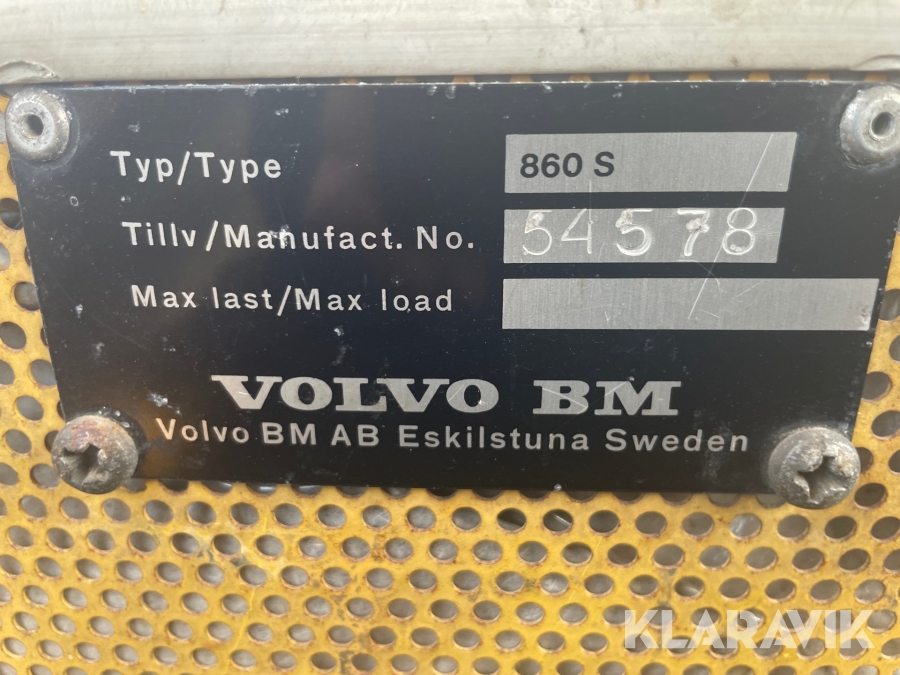 Typ/Type 860 S
Tillv/Manufact. No. 54578
Max last/Max load
VOLVO BM
Volvo BM AB Eskilstuna Sweden
KLARAVIK